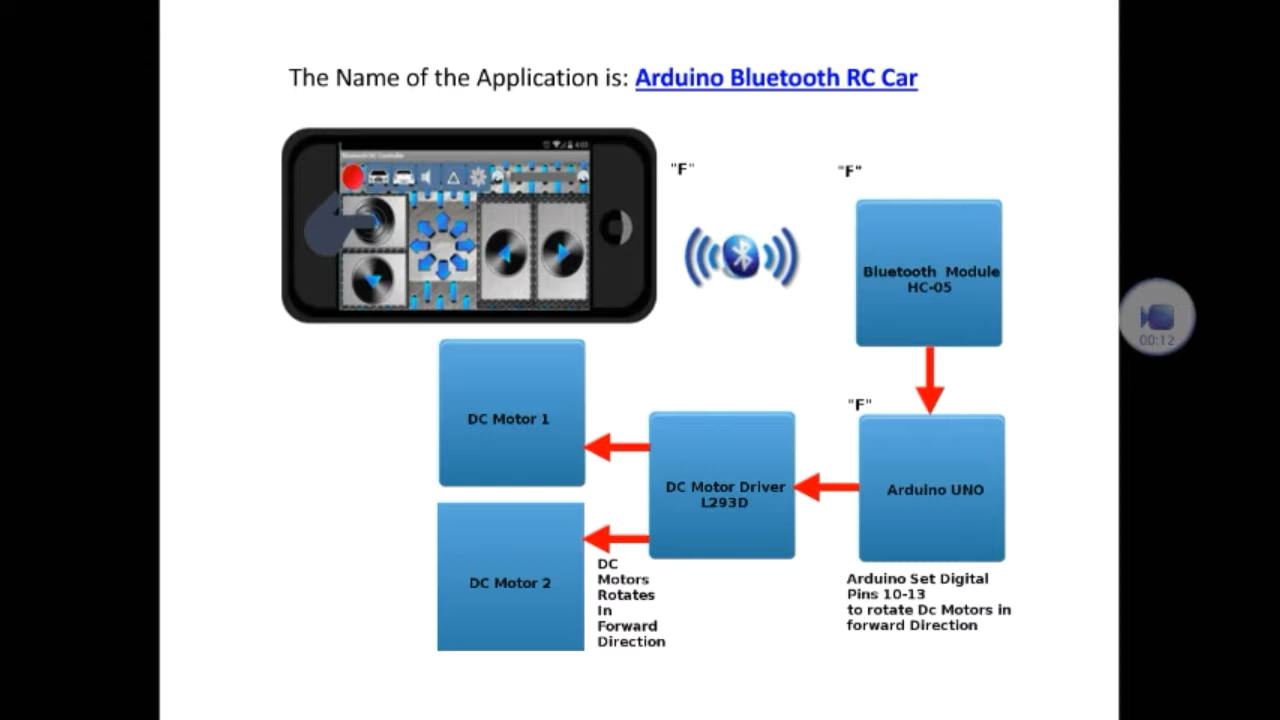 The Name of the Application is: Arduino Bluetooth RC Car
4:03
"F"
"F"
Bluetooth Module
HC-05
00:12
DC Motor 1
"F"
DC Motor Driver
L293D
Arduino UNO
DC Motor 2
DC
Motors
Rotates
In
Forward
Direction
Arduino Set Digital
Pins 10-13
to rotate Dc Motors in
forward Direction